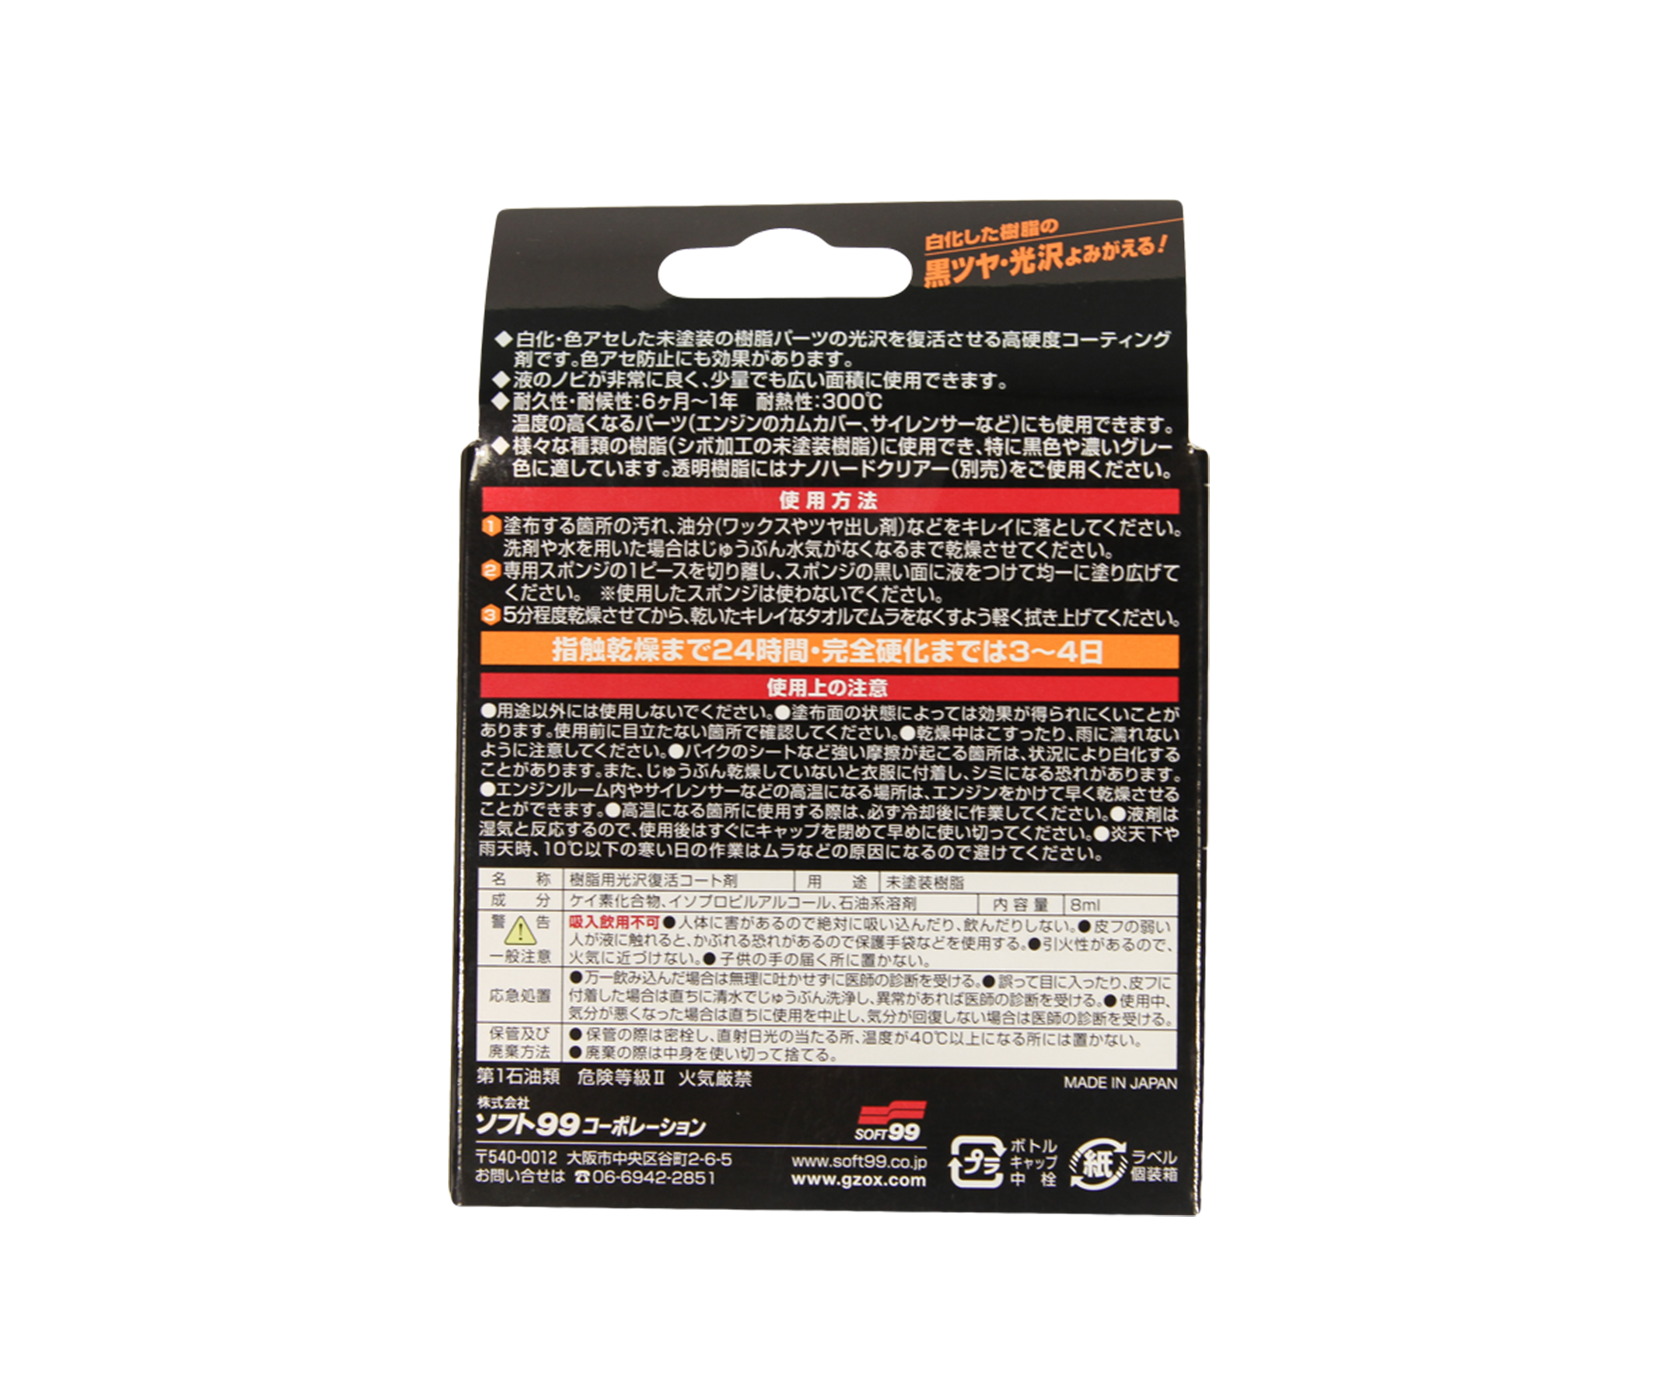 白化した樹脂の
黒ツヤ・光沢よみがえる!
◆白化・色アセした未塗装の樹脂パーツの光沢を復活させる高硬度コーティング
剤です。色アセ防止にも効果があります。
◆液のノビが非常に良く、少量でも広い面積に使用できます。
◆耐久性・耐候性:6ヶ月〜1年 耐熱性:300℃
温度の高くなるパーツ(エンジンのカムカバー、サイレンサーなど)にも使用できます。
◆様々な種類の樹脂(シボ加工の未塗装樹脂)に使用でき、特に黒色や濃いグレー
色に適しています。透明樹脂にはナノハードクリアー(別売)をご使用ください。
使用方法
1 塗布する箇所の汚れ、油分(ワックスやツヤ出し剤)などをキレイに落としてください。
洗剤や水を用いた場合はじゅうぶん水気がなくなるまで乾燥させてください。
2 専用スポンジの1ピースを切り離し、スポンジの黒い面に液をつけて均一に塗り広げて
ください。 ※使用したスポンジは使わないでください。
3 5分程度乾燥させてから、乾いたキレイなタオルでムラをなくすよう軽く拭き上げてください。
指触乾燥まで24時間・完全硬化までは3〜4日
使用上の注意
●用途以外には使用しないでください。●塗布面の状態によっては効果が得られにくいことが
あります。使用前に目立たない箇所で確認してください。●乾燥中はこすったり、雨に濡れない
ように注意してください。●バイクのシートなど強い摩擦が起こる箇所は、状況により白化する
ことがあります。また、じゅうぶん乾燥していないと衣服に付着し、シミになる恐れがあります。
●エンジンルーム内やサイレンサーなどの高温になる場所は、エンジンをかけて早く乾燥させる
ことができます。●高温になる箇所に使用する際は、必ず冷却後に作業してください。●液剤は
湿気と反応するので、使用後はすぐにキャップを閉めて早めに使い切ってください。●炎天下や
雨天時、10℃以下の寒い日の作業はムラなどの原因になるので避けてください。
名称 樹脂用光沢復活コート剤 用途 未塗装樹脂
成分 ケイ素化合物、イソプロピルアルコール、石油系溶剤 内容量 8ml
警告 吸入飲用不可●人体に害があるので絶対に吸い込んだり、飲んだりしない。●皮フの弱い
人が液に触れると、かぶれる恐れがあるので保護手袋などを使用する。●引火性があるので、
一般注意 火気に近づけない。●子供の手の届く所に置かない。
●万一飲み込んだ場合は無理に吐かせずに医師の診断を受ける。●誤って目に入ったり、皮フに
応急処置 付着した場合は直ちに清水でじゅうぶん洗浄し、異常があれば医師の診断を受ける。●使用中、
気分が悪くなった場合は直ちに使用を中止し、気分が回復しない場合は医師の診断を受ける。
保管及び ●保管の際は密栓し、直射日光の当たる所、温度が40℃以上になる所には置かない。
廃棄方法 ●廃棄の際は中身を使い切って捨てる。
第1石油類 危険等級Ⅱ 火気厳禁
MADE IN JAPAN
株式会社
ソフト99コーポレーション
SOFT99
〒540-0012 大阪市中央区谷町2-6-5
お問い合せは ☎06-6942-2851
www.soft99.co.jp
www.gzox.com
プラ
ボトル
キャップ
中栓
紙
ラベル
個装箱